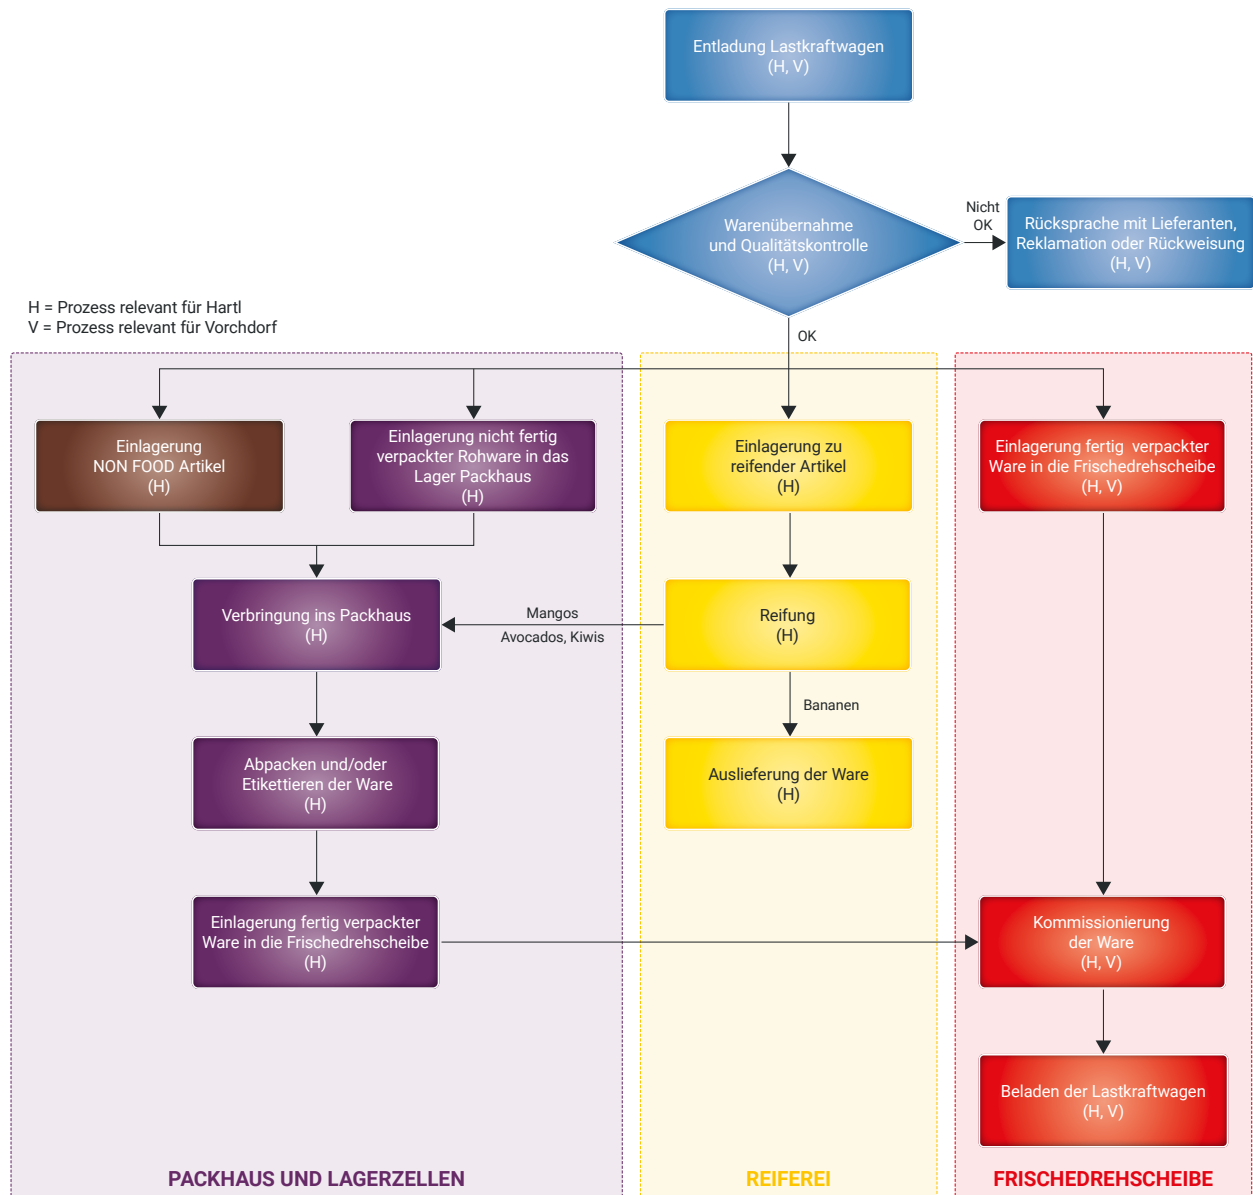 Entladung Lastkraftwagen
(H, V)
Warenübernahme
und Qualitätskontrolle
(H, V)
Nicht
OK
Rücksprache mit Lieferanten,
Reklamation oder Rückweisung
(H, V)
H = Prozess relevant für Hartl
V = Prozess relevant für Vorchdorf
OK
Einlagerung
NON FOOD Artikel
(H)
Einlagerung nicht fertig
verpackter Rohware in das
Lager Packhaus
(H)
Einlagerung zu
reifender Artikel
(H)
Einlagerung fertig verpackter
Ware in die Frischedrehscheibe
(H, V)
Verbringung ins Packhaus
(H)
Mangos
Avocados, Kiwis
Reifung
(H)
Bananen
Abpacken und/oder
Etikettieren der Ware
(H)
Auslieferung der Ware
(H)
Einlagerung fertig verpackter
Ware in die Frischedrehscheibe
(H)
Kommissionierung
der Ware
(H, V)
Beladen der Lastkraftwagen
(H, V)
PACKHAUS UND LAGERZELLEN
REIFEREI
FRISCHEDREHSCHEIBE